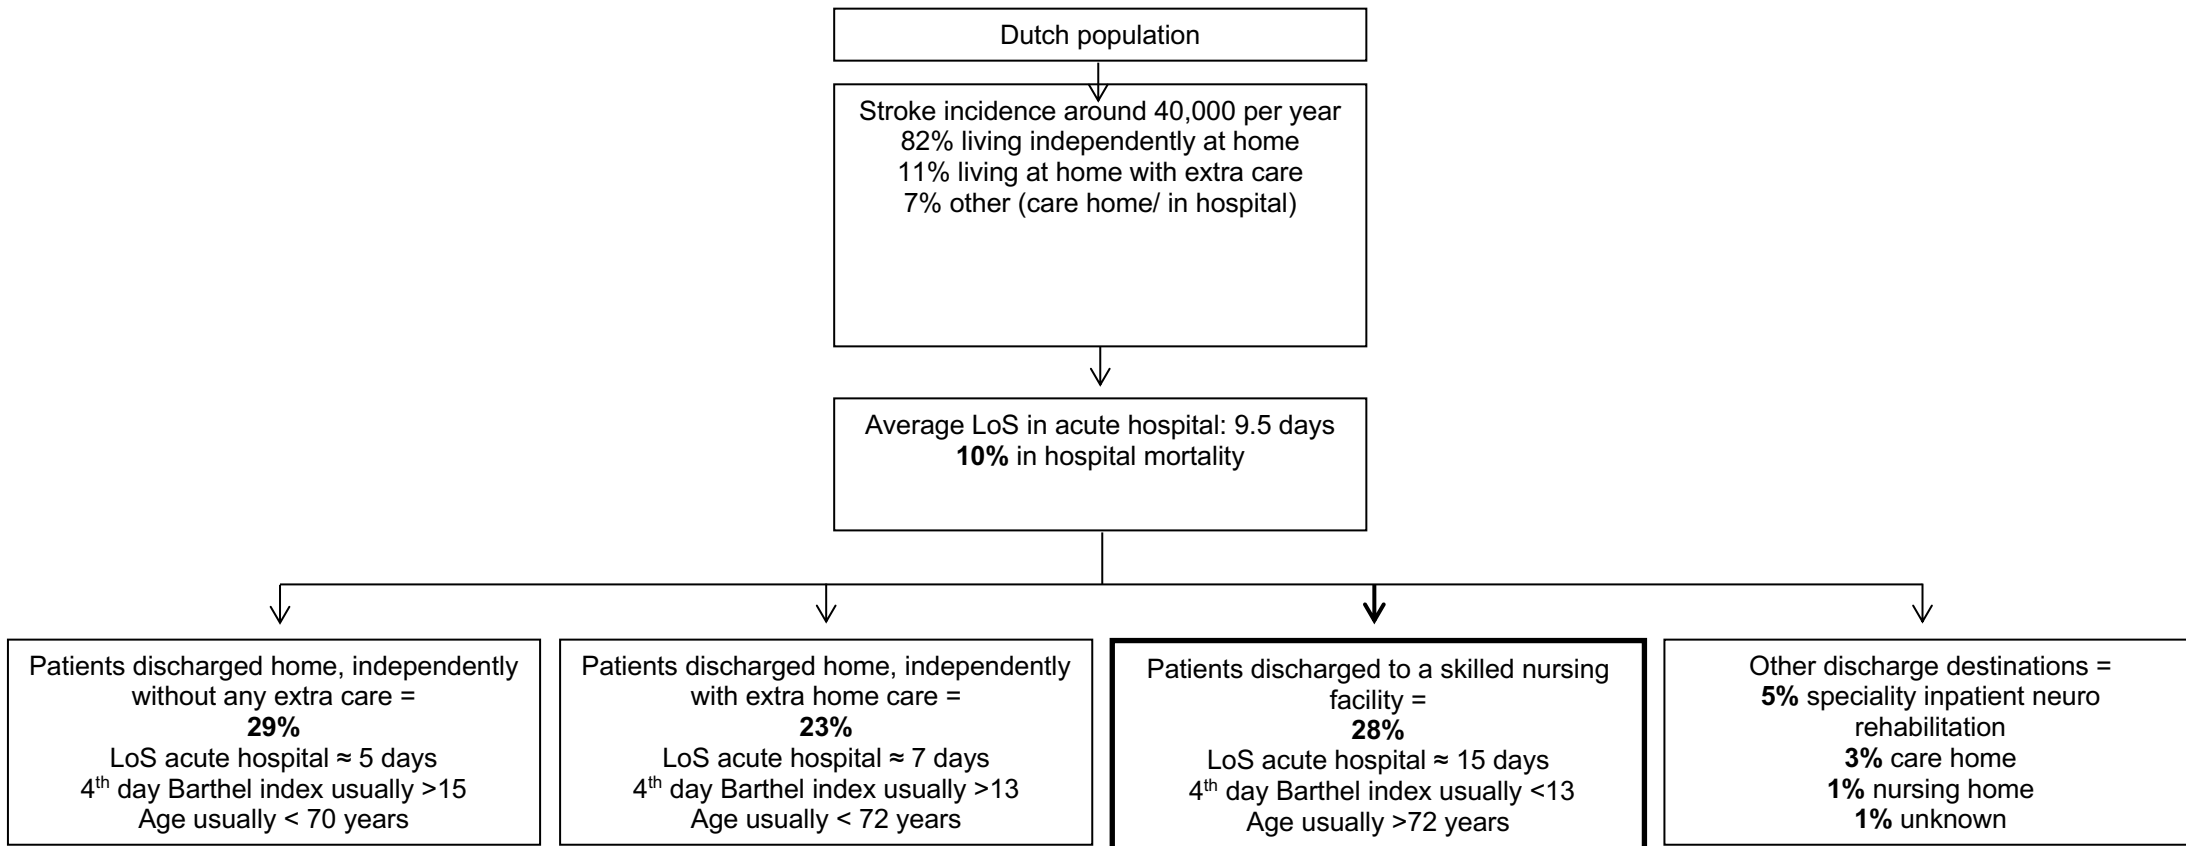 Dutch population
Stroke incidence around 40,000 per year
82% living independently at home
11% living at home with extra care
7% other (care home/ in hospital)
Average LoS in acute hospital: 9.5 days
10% in hospital mortality
Patients discharged home, independently
without any extra care =
29%
LoS acute hospital ≈ 5 days
4th day Barthel index usually >15
Age usually < 70 years
Patients discharged home, independently
with extra home care =
23%
LoS acute hospital ≈ 7 days
4th day Barthel index usually >13
Age usually < 72 years
Patients discharged to a skilled nursing
facility =
28%
LoS acute hospital ≈ 15 days
4th day Barthel index usually <13
Age usually >72 years
Other discharge destinations =
5% speciality inpatient neuro
rehabilitation
3% care home
1% nursing home
1% unknown